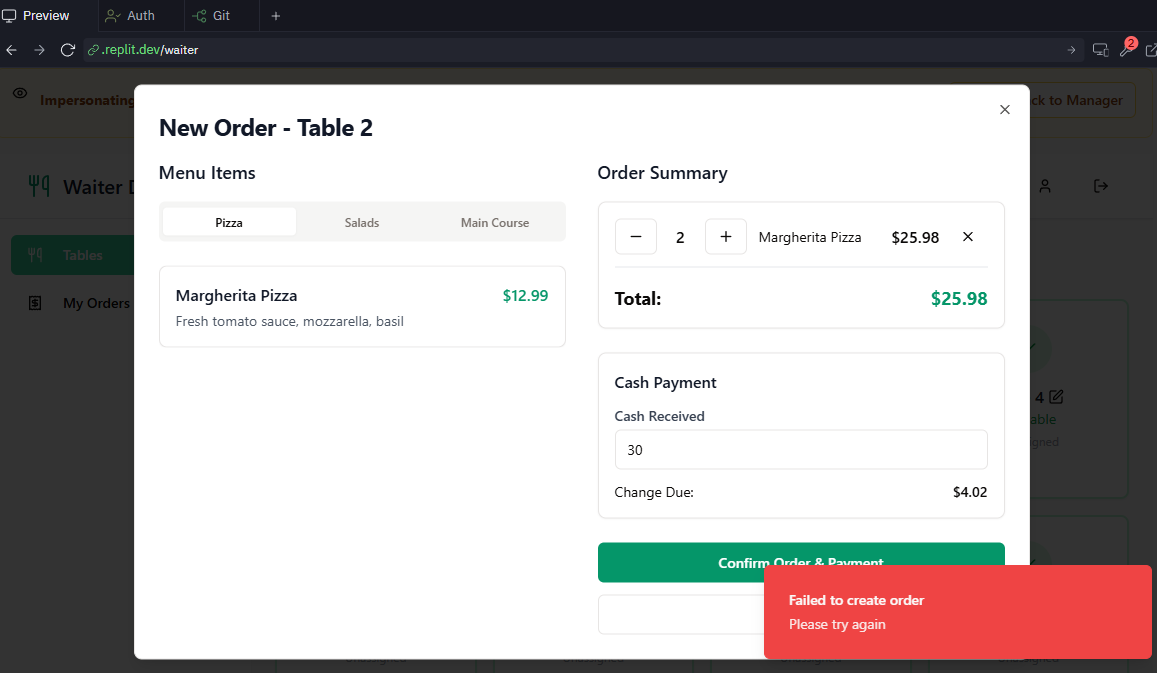 Preview
Auth
Git
.replit.dev/waiter
2
Impersonating
ck to Manager
New Order - Table 2
Menu Items
Order Summary
Waiter D
Pizza
Salads
Main Course
2
Margherita Pizza
$25.98
Tables
Margherita Pizza
$12.99
Fresh tomato sauce, mozzarella, basil
Total:
$25.98
My Orders
Cash Payment
Cash Received
30
4
able
igned
Change Due:
$4.02
Confirm Order & Payment
Failed to create order
Please try again